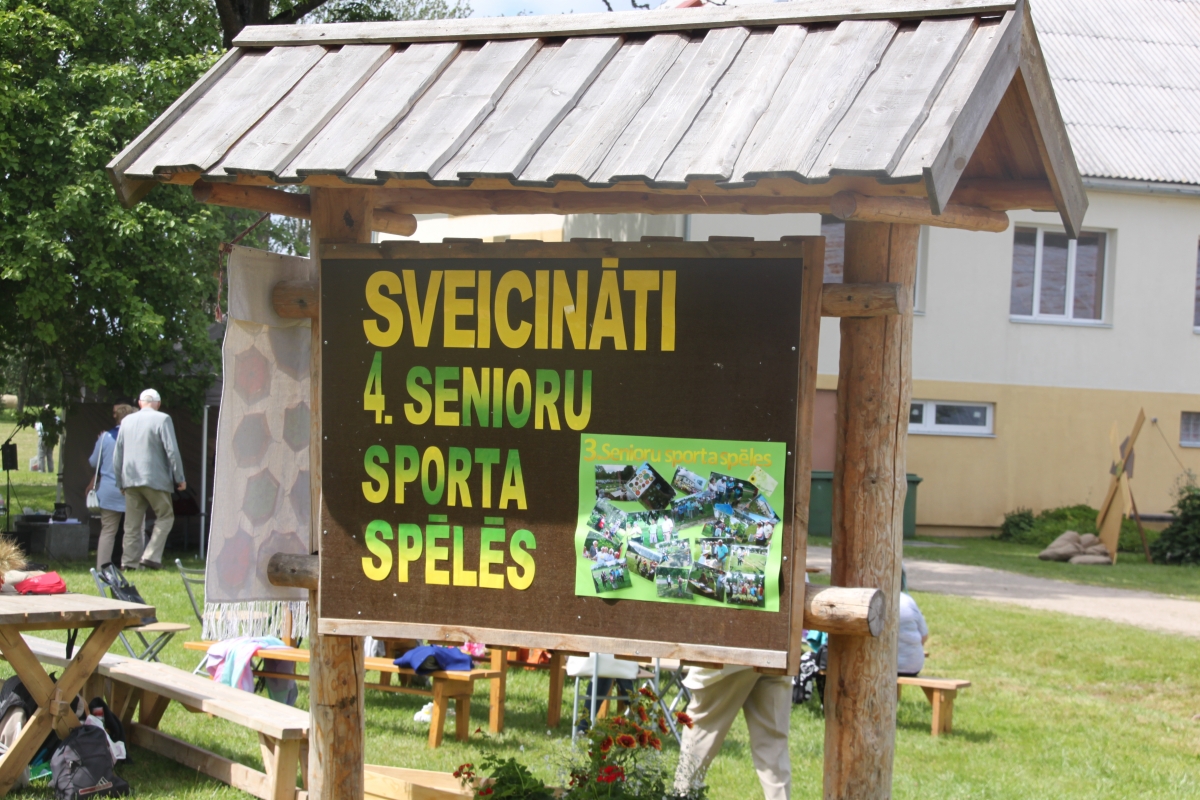 SVEICINĀTI
4. SENIORU
SPORTA
SPĒLĒS
3. Senioru sporta spēles